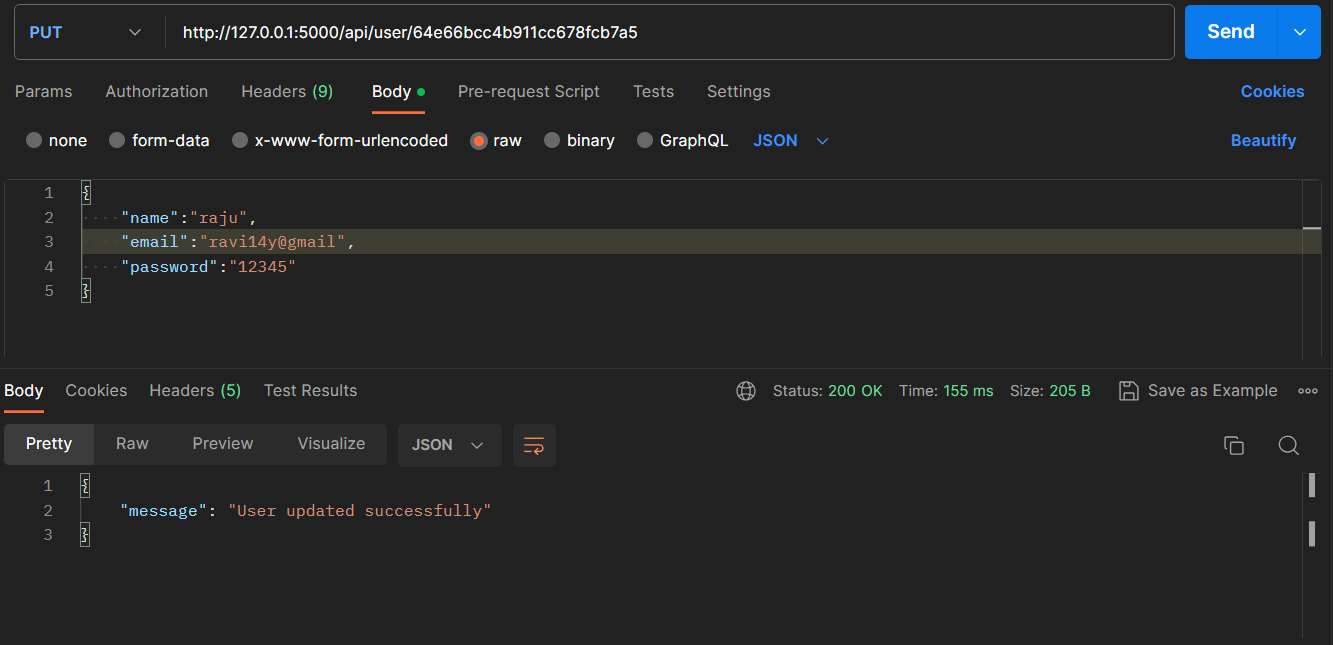 PUT http://127.0.0.1:5000/api/user/64e66bcc4b911cc678fcb7a5 Send
Params Authorization Headers (9) Body Pre-request Script Tests Settings Cookies
none form-data x-www-form-urlencoded raw binary GraphQL JSON Beautify
1 {
2 "name":"raju",
3 "email":"ravi14y@gmail",
4 "password":"12345"
5 }
Body Cookies Headers (5) Test Results Status: 200 OK Time: 155 ms Size: 205 B Save as Example
Pretty Raw Preview Visualize JSON
1 {
2 "message": "User updated successfully"
3 }